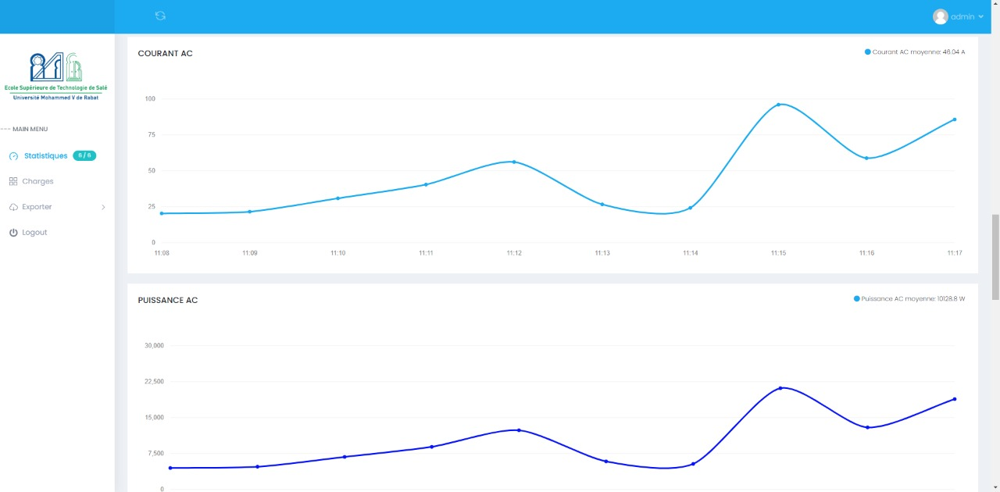 admin
Ecole Supérieure de Technologie de Salé
Université Mohammed V de Rabat
--- MAIN MENU
Statistiques 6 / 6
Charges
Exporter
Logout
COURANT AC
Courant AC moyenne: 46.04 A
100
75
50
25
0
11:08 11:09 11:10 11:11 11:12 11:13 11:14 11:15 11:16 11:17
PUISSANCE AC
Puissance AC moyenne: 10128.8 W
30,000
22,500
15,000
7,500
0